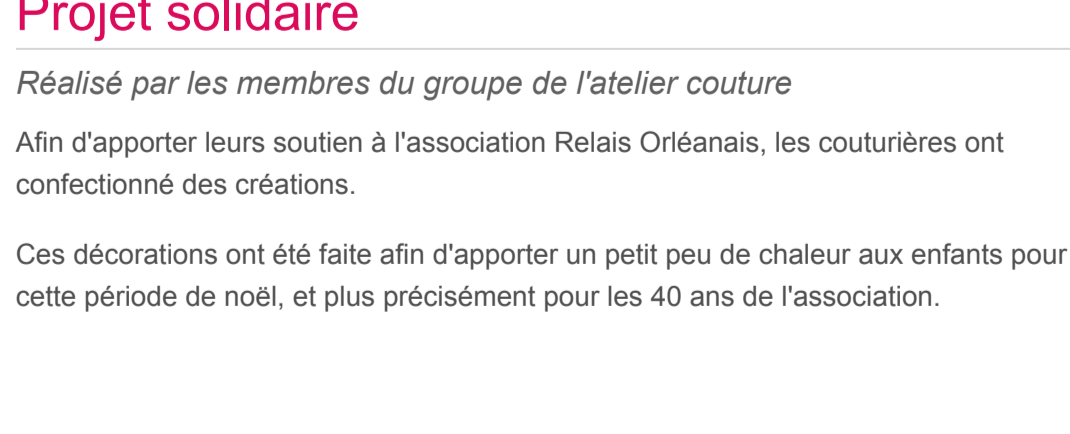 Projet solidaire
Réalisé par les membres du groupe de l'atelier couture
Afin d'apporter leurs soutien à l'association Relais Orléanais, les couturières ont
confectionné des créations.
Ces décorations ont été faite afin d'apporter un petit peu de chaleur aux enfants pour
cette période de noël, et plus précisément pour les 40 ans de l'association.